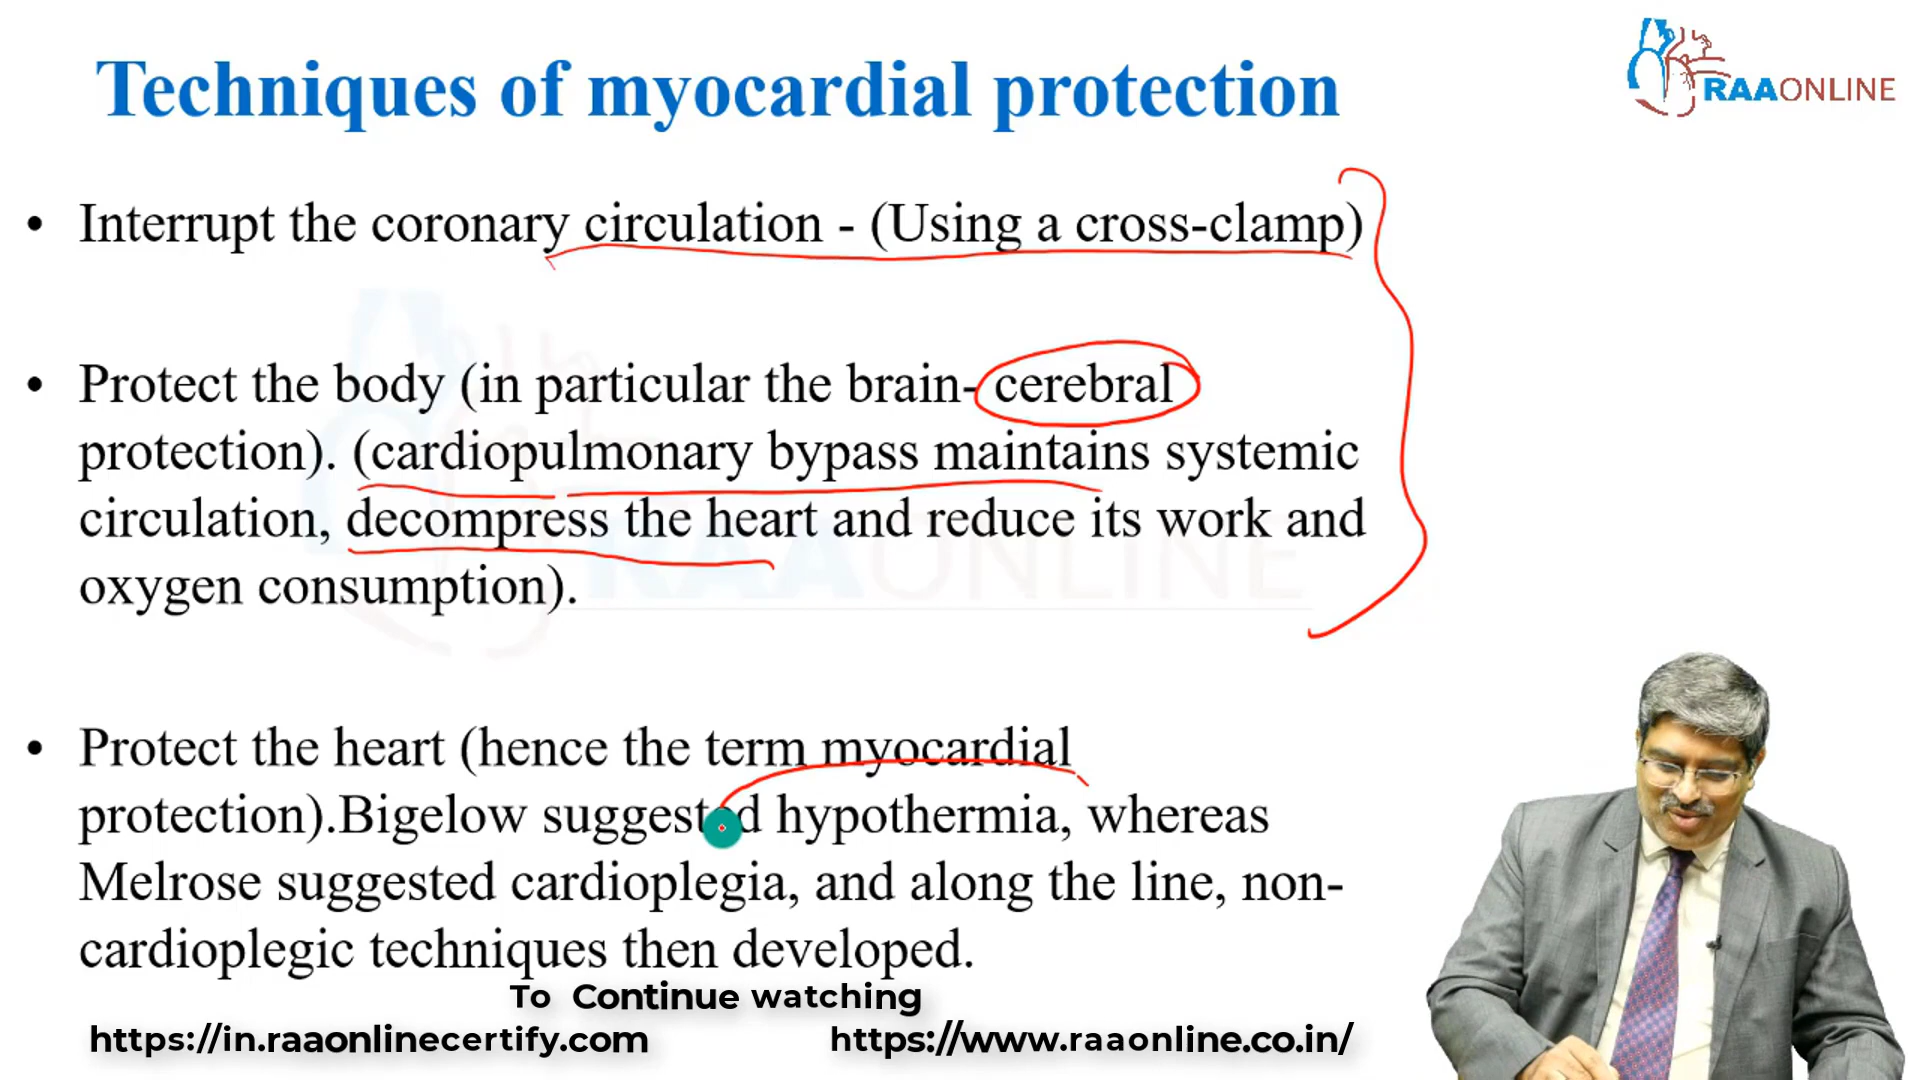 Techniques of myocardial protection
RAAONLINE
• Interrupt the coronary circulation - (Using a cross-clamp)
• Protect the body (in particular the brain- cerebral
protection). (cardiopulmonary bypass maintains systemic
circulation, decompress the heart and reduce its work and
oxygen consumption).
RAAONLINE
• Protect the heart (hence the term myocardial
protection).Bigelow suggested hypothermia, whereas
Melrose suggested cardioplegia, and along the line, non-
cardioplegic techniques then developed.
To Continue watching
https://in.raaonlinecertify.com https://www.raaonline.co.in/